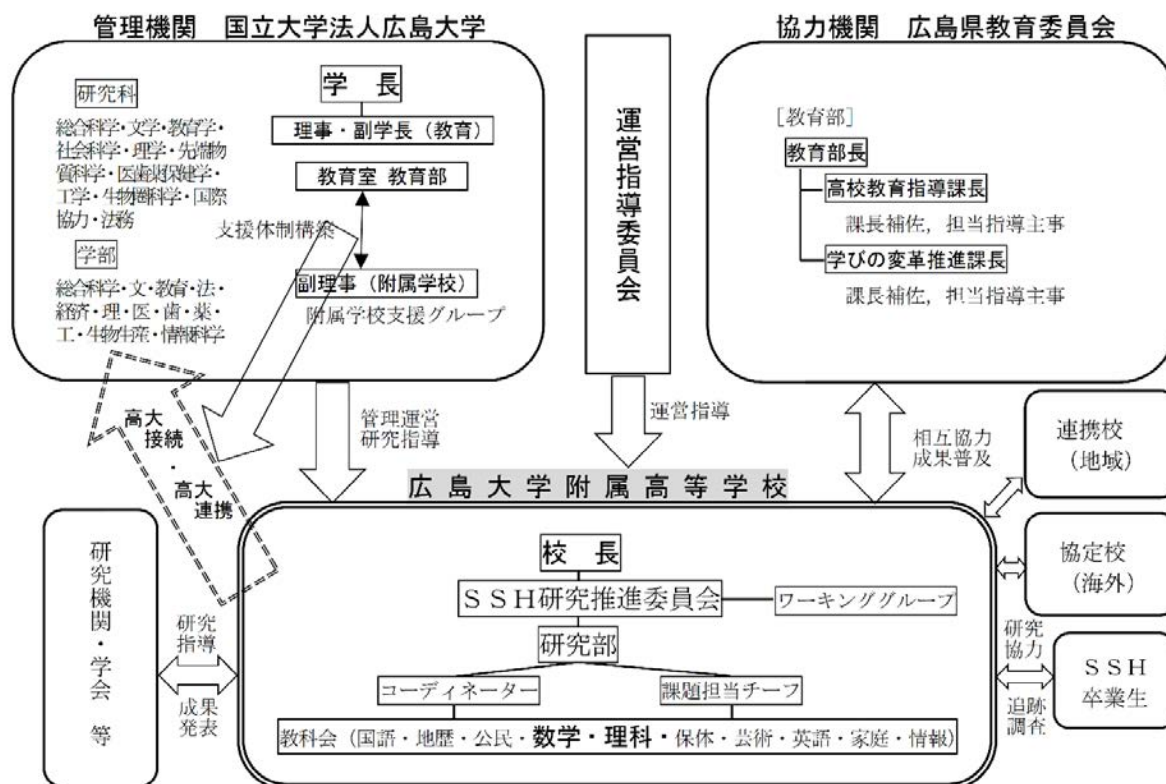 管理機関　国立大学法人広島大学
研究科
総合科学・文学・教育学・
社会科学・理学・先端物
質科学・医歯薬保健学・
工学・生物圏科学・国際
協力・法務
学部
総合科学・文・教育・法・
経済・理・医・歯・薬・
工・生物生産・情報科学
学　長
理事・副学長（教育）
教育室 教育部
支援体制構築
副理事（附属学校）
附属学校支援グループ
運営指導委員会
協力機関　広島県教育委員会
［教育部］
教育部長
高校教育指導課長
課長補佐，担当指導主事
学びの変革推進課長
課長補佐，担当指導主事
高大
接続
・
高大
連携
管理運営
研究指導
運営指導
相互協力
成果普及
連携校
（地域）
協定校
（海外）
研究
協力
追跡
調査
ＳＳＨ
卒業生
研究機関・学会　等
研究
指導
成果
発表
広島大学附属高等学校
校　長
ＳＳＨ研究推進委員会
ワーキンググループ
研究部
コーディネーター
課題担当チーフ
教科会（国語・地歴・公民・数学・理科・保体・芸術・英語・家庭・情報）